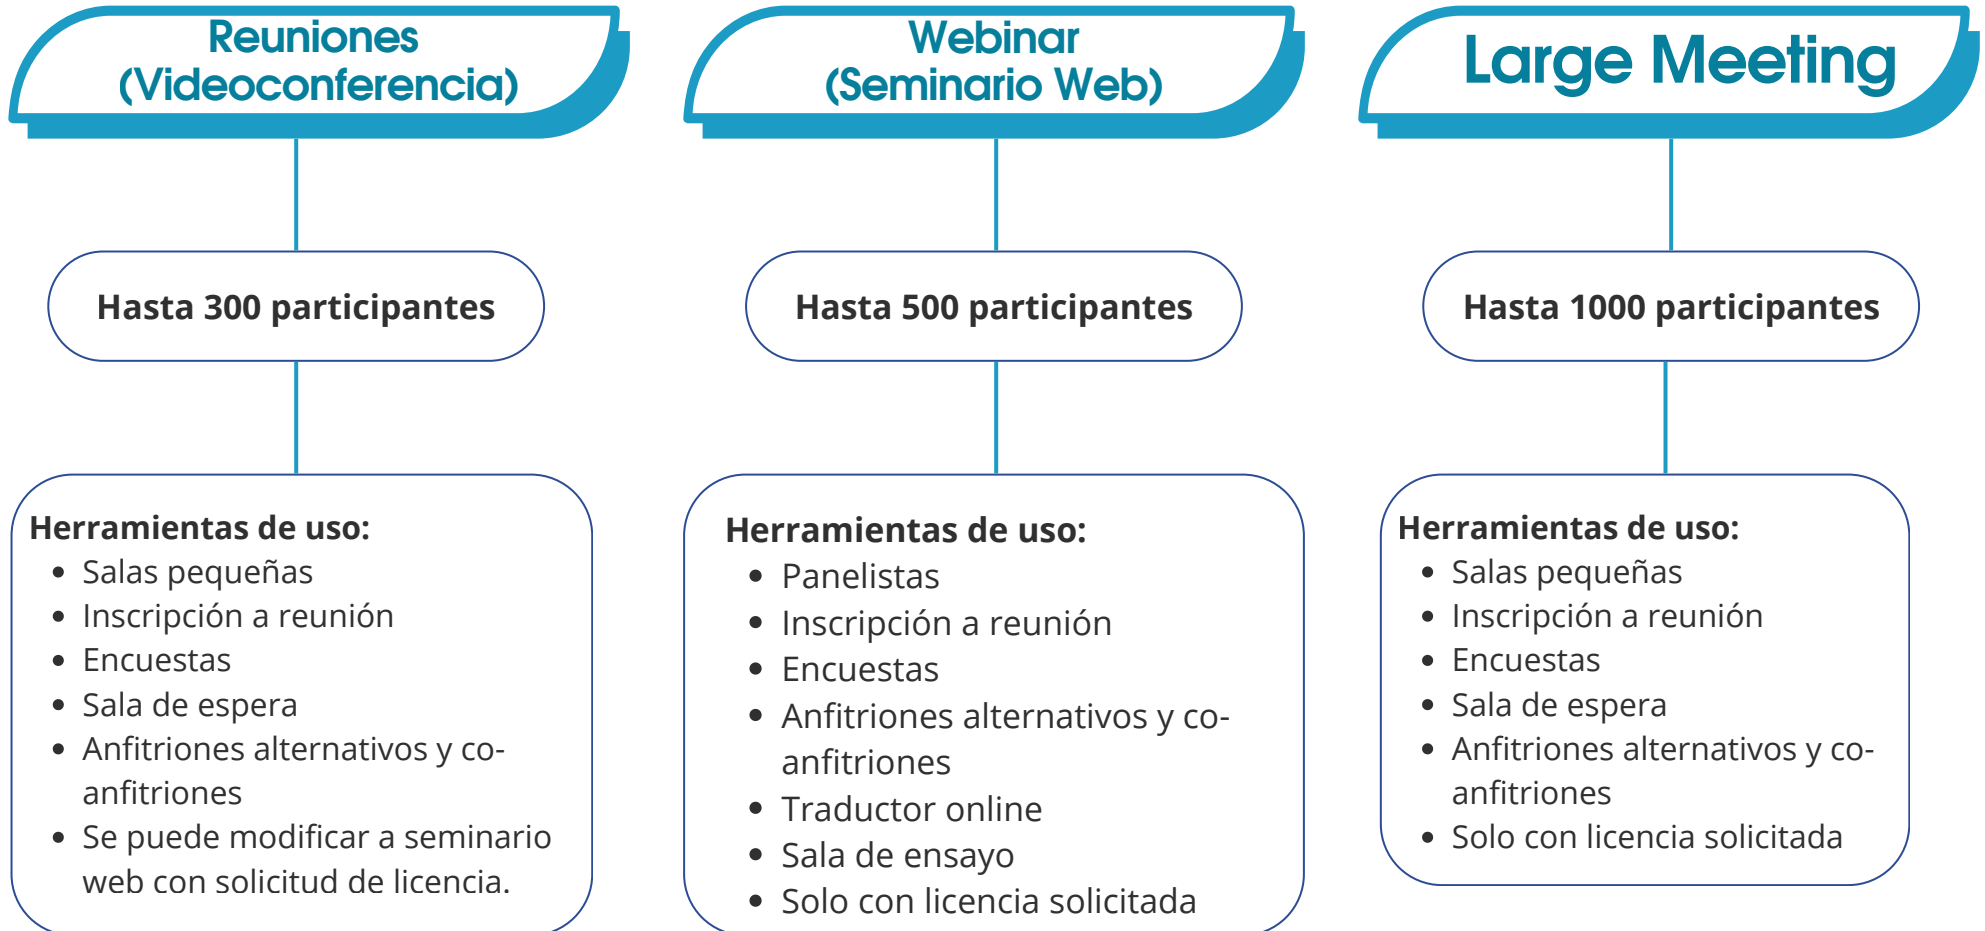 Reuniones
(Videoconferencia)
Hasta 300 participantes
Herramientas de uso:
• Salas pequeñas
• Inscripción a reunión
• Encuestas
• Sala de espera
• Anfitriones alternativos y co-
anfitriones
• Se puede modificar a seminario
web con solicitud de licencia.
Webinar
(Seminario Web)
Hasta 500 participantes
Herramientas de uso:
• Panelistas
• Inscripción a reunión
• Encuestas
• Anfitriones alternativos y co-
anfitriones
• Traductor online
• Sala de ensayo
• Solo con licencia solicitada
Large Meeting
Hasta 1000 participantes
Herramientas de uso:
• Salas pequeñas
• Inscripción a reunión
• Encuestas
• Sala de espera
• Anfitriones alternativos y co-
anfitriones
• Solo con licencia solicitada